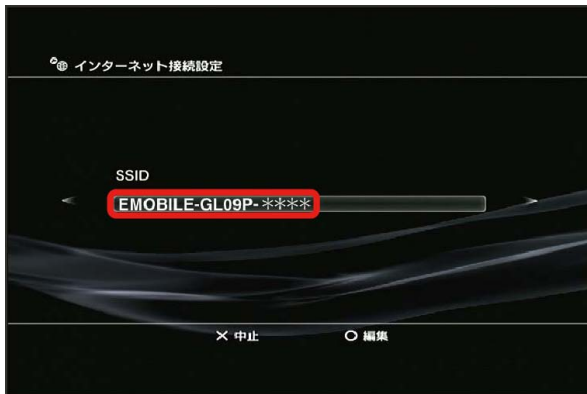 インターネット接続設定
SSID
EMOBILE-GL09P-****
✕ 中止 ○ 編集